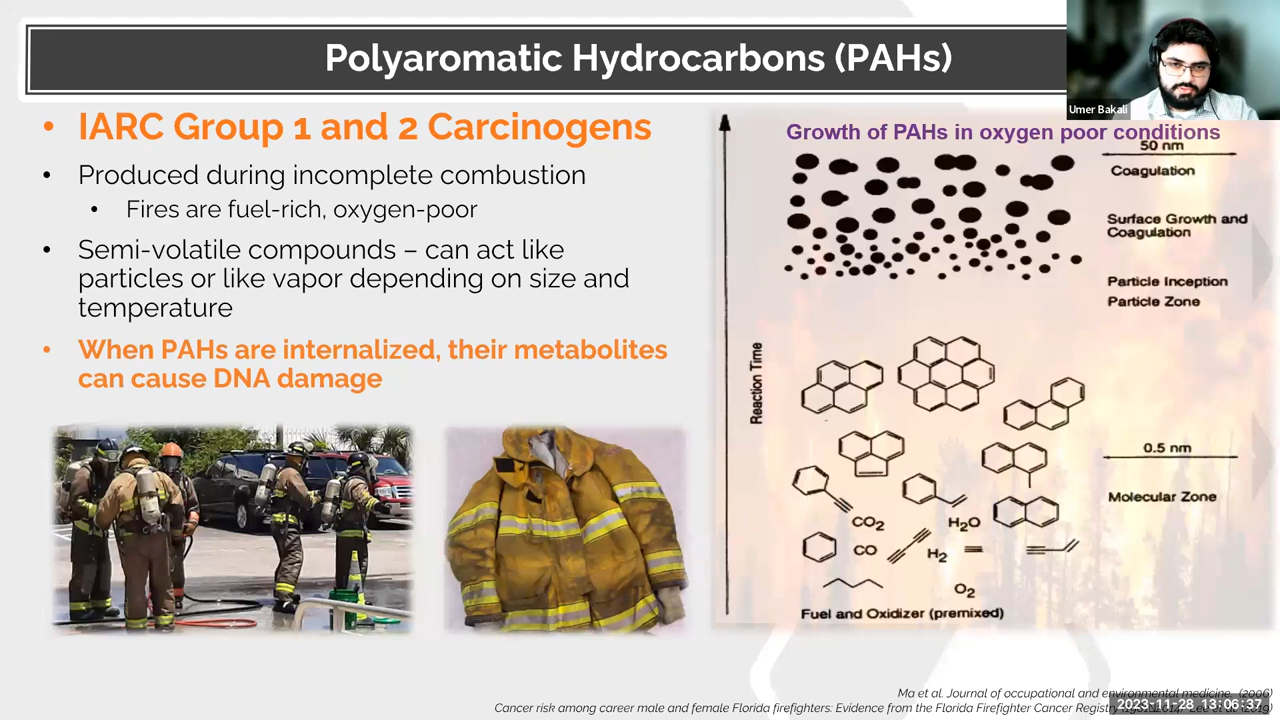 Polyaromatic Hydrocarbons (PAHs)
Umer Bakali
• IARC Group 1 and 2 Carcinogens
• Produced during incomplete combustion
• Fires are fuel-rich, oxygen-poor
• Semi-volatile compounds – can act like
particles or like vapor depending on size and
temperature
• When PAHs are internalized, their metabolites
can cause DNA damage
Growth of PAHs in oxygen poor conditions
50 nm
Coagulation
Surface Growth and
Coagulation
Particle Inception
Particle Zone
Reaction Time
0.5 nm
Molecular Zone
CO2
H2O
CO
H2
O2
Fuel and Oxidizer (premixed)
Ma et al. Journal of occupational and environmental medicine. (2006)
Cancer risk among career male and female Florida firefighters: Evidence from the Florida Firefighter Cancer Registry Lee et al. (2019)
2023-11-28 13:06:37